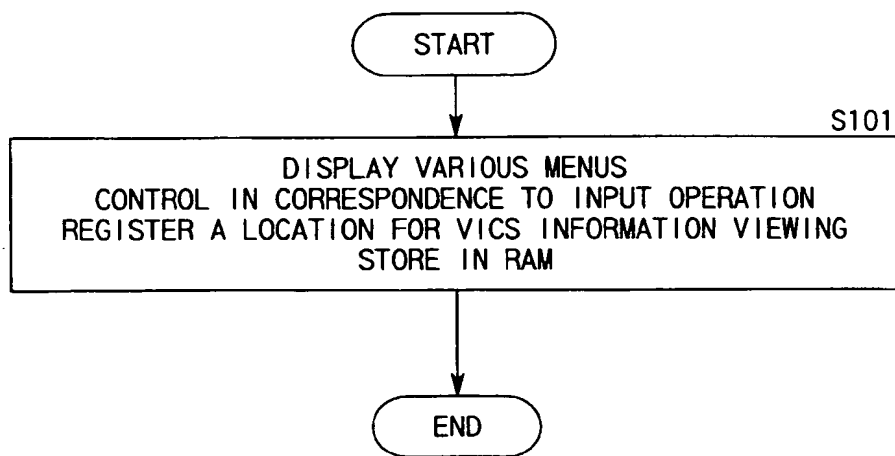 START
S101
DISPLAY VARIOUS MENUS
CONTROL IN CORRESPONDENCE TO INPUT OPERATION
REGISTER A LOCATION FOR VICS INFORMATION VIEWING
STORE IN RAM
END